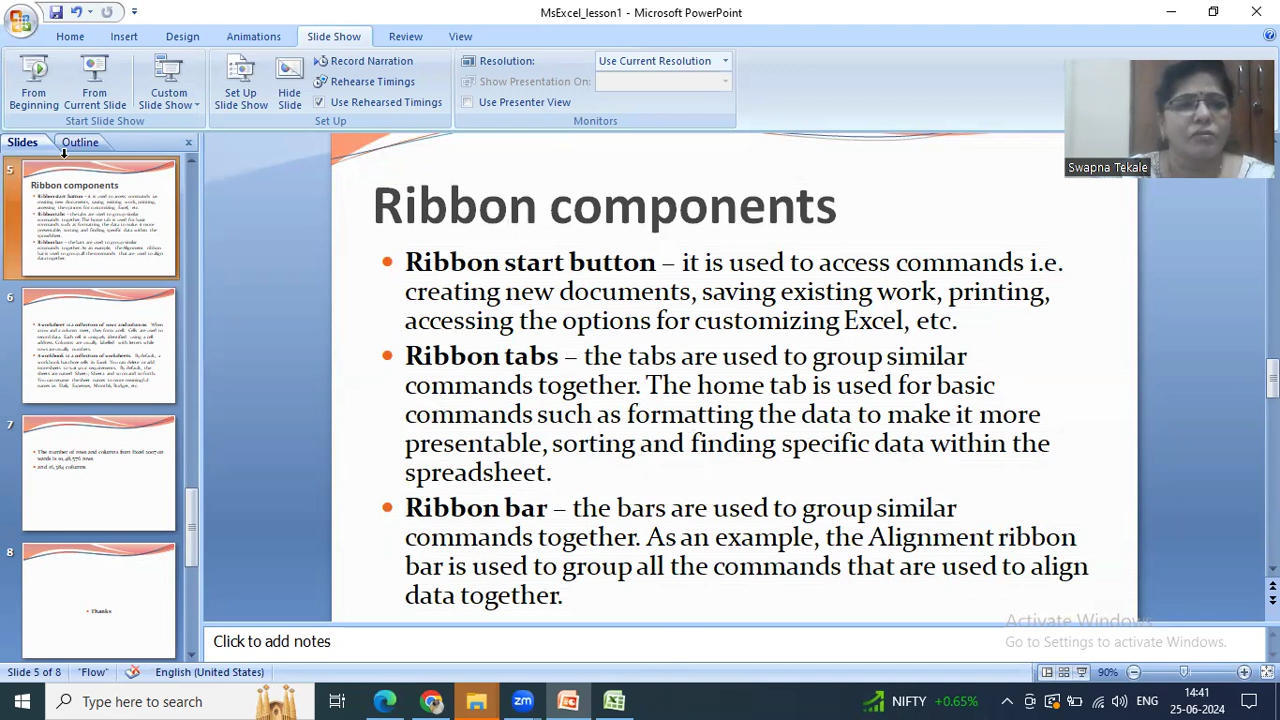 MsExcel_lesson1 - Microsoft PowerPoint
Home Insert Design Animations Slide Show Review View
From Beginning
From Current Slide
Custom Slide Show
Start Slide Show
Set Up Slide Show
Hide Slide
Record Narration
Rehearse Timings
Use Rehearsed Timings
Set Up
Resolution: Use Current Resolution
Show Presentation On:
Use Presenter View
Monitors
Swapna Tekale
Slides Outline
5
Ribbon components
6
7
8
Thanks
Ribbon components
• Ribbon start button – it is used to access commands i.e.
creating new documents, saving existing work, printing,
accessing the options for customizing Excel, etc.
• Ribbon tabs – the tabs are used to group similar
commands together. The home tab is used for basic
commands such as formatting the data to make it more
presentable, sorting and finding specific data within the
spreadsheet.
• Ribbon bar – the bars are used to group similar
commands together. As an example, the Alignment ribbon
bar is used to group all the commands that are used to align
data together.
Activate Windows
Go to Settings to activate Windows.
Click to add notes
Slide 5 of 8 "Flow" English (United States) 90%
Type here to search
zm
NIFTY +0.65%
ENG
14:41
25-06-2024